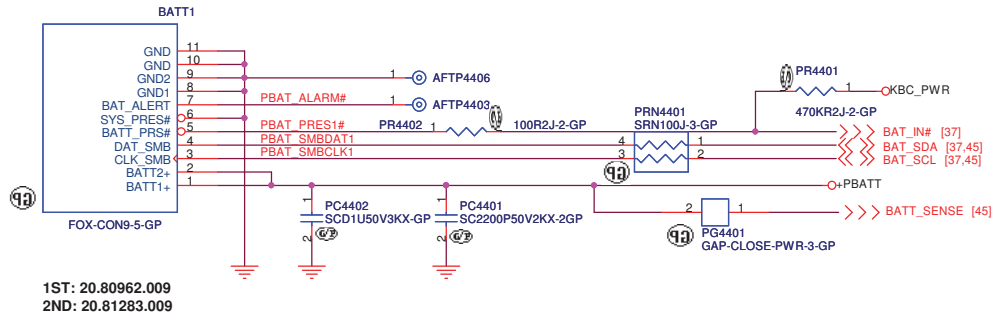 BATT1
GND 11
GND 10
GND2 9
GND1 8
BAT_ALERT 7 PBAT_ALARM#
SYS_PRES# 6
BATT_PRS# 5 PBAT_PRES1#
DAT_SMB 4 PBAT_SMBDAT1
CLK_SMB 3 PBAT_SMBCLK1
BATT2+ 2
BATT1+ 1
FOX-CON9-5-GP
1 AFTP4406
1 AFTP4403
PR4402 1 2 100R2J-2-GP
PRN4401
SRN100J-3-GP
4 1
3 2
PR4401
1 KBC_PWR
470KR2J-2-GP
BAT_IN# [37]
BAT_SDA [37,45]
BAT_SCL [37,45]
+PBATT
1 PC4402
SCD1U50V3KX-GP
2
1 PC4401
SC2200P50V2KX-2GP
2
2 1 BATT_SENSE [45]
PG4401
GAP-CLOSE-PWR-3-GP
1ST: 20.80962.009
2ND: 20.81283.009